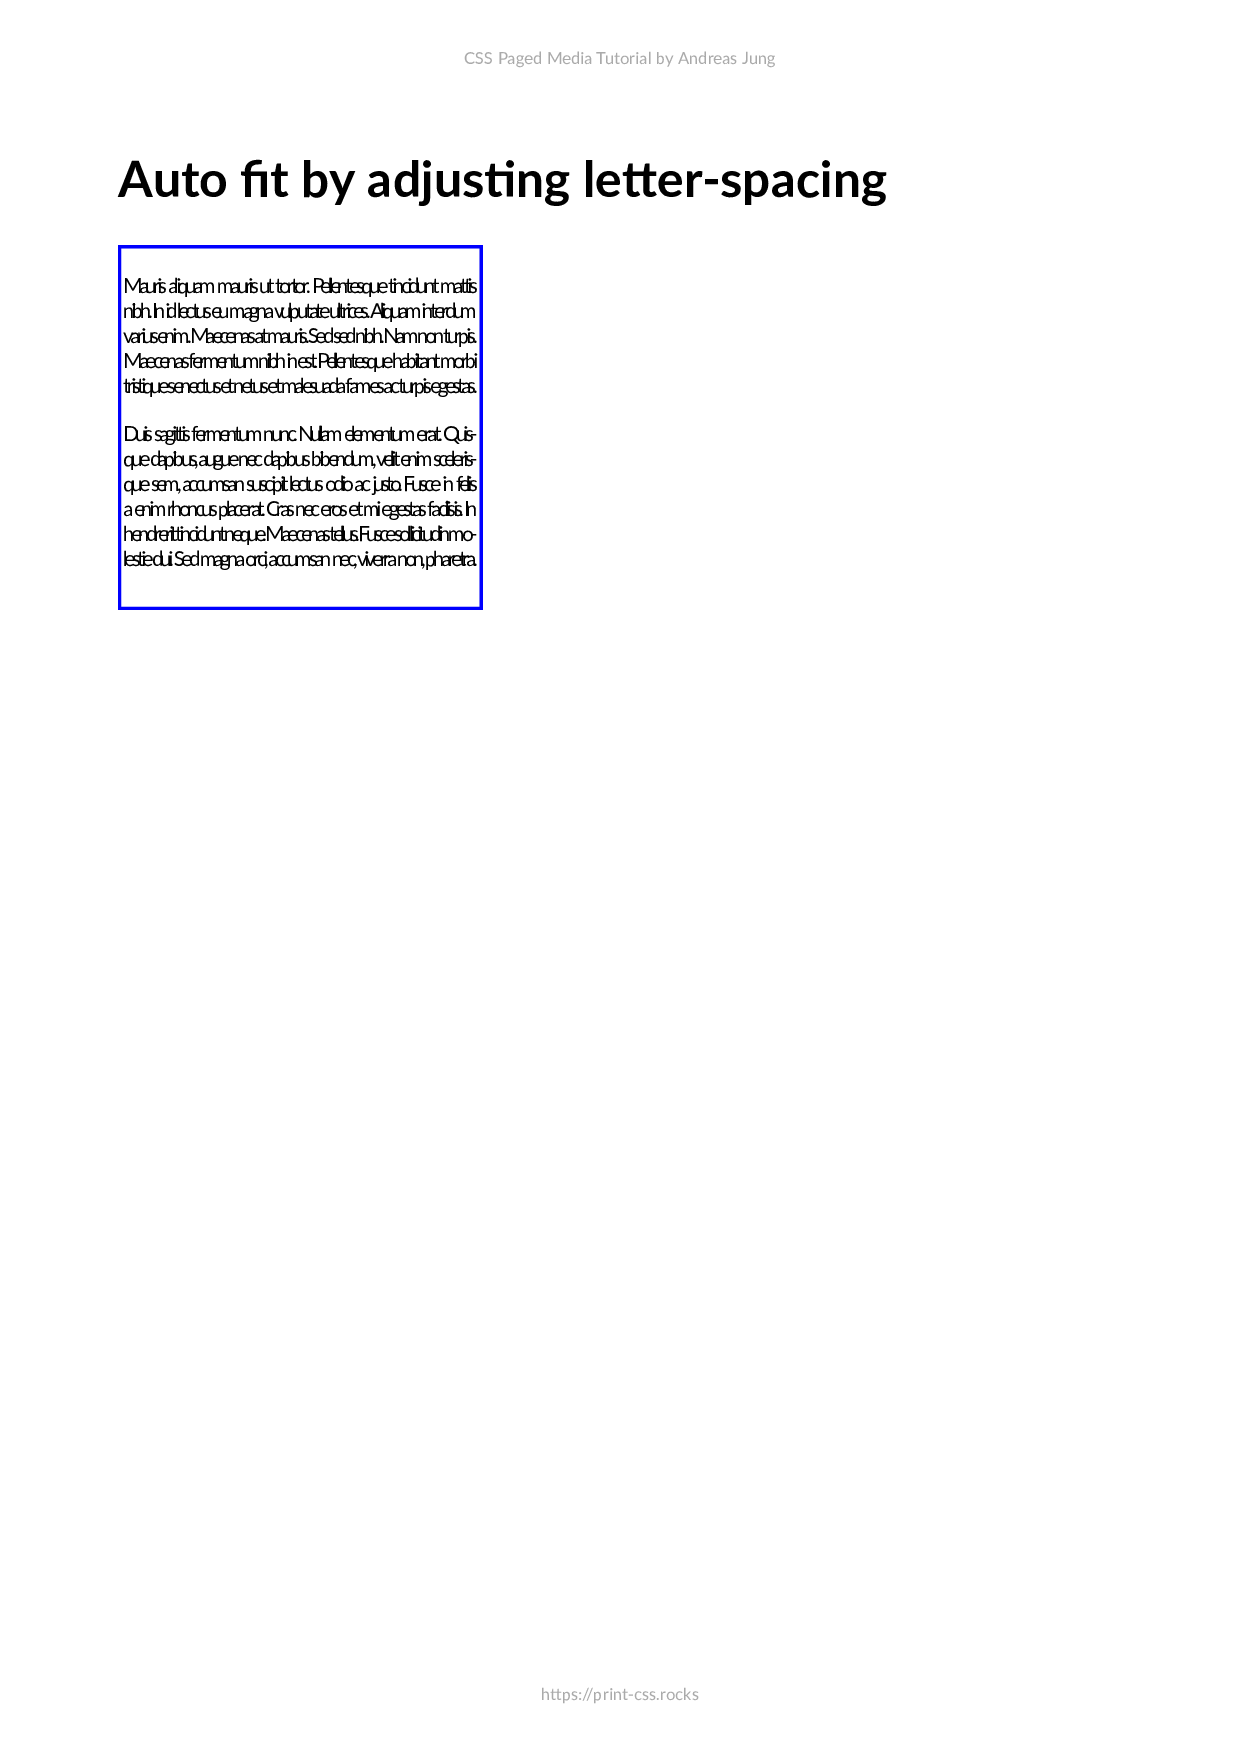 CSS Paged Media Tutorial by Andreas Jung
Auto fit by adjusting letter-spacing
Mauris aliquam mauris ut tortor. Pellentesque tincidunt mattis
nibh. In id lectus eu magna vulputate ultrices. Aliquam interdum
varius enim. Maecenas at mauris. Sed sed nibh. Nam non turpis.
Maecenas fermentum nibh in est. Pellentesque habitant morbi
tristique senectus et netus et malesuada fames ac turpis egestas.
Duis sagittis fermentum nunc. Nullam elementum erat. Quis-
que dapibus, augue nec dapibus bibendum, velit enim sceleris-
que sem, accumsan suscipit lectus odio ac justo. Fusce in felis
a enim rhoncus placerat. Cras nec eros et mi egestas facilisis. In
hendrerit tincidunt neque. Maecenas tellus. Fusce sollicitudin mo-
lestie dui. Sed magna orci, accumsan nec, viverra non, pharetra.
https://print-css.rocks